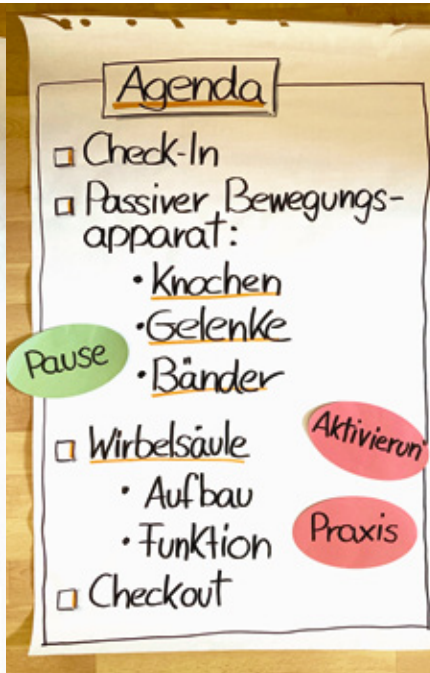 Agenda
Check-In
Passiver Bewegungs-
apparat:
• Knochen
• Gelenke
Pause
• Bänder
Wirbelsäule
Aktivierun
• Aufbau
• Funktion
Praxis
Checkout